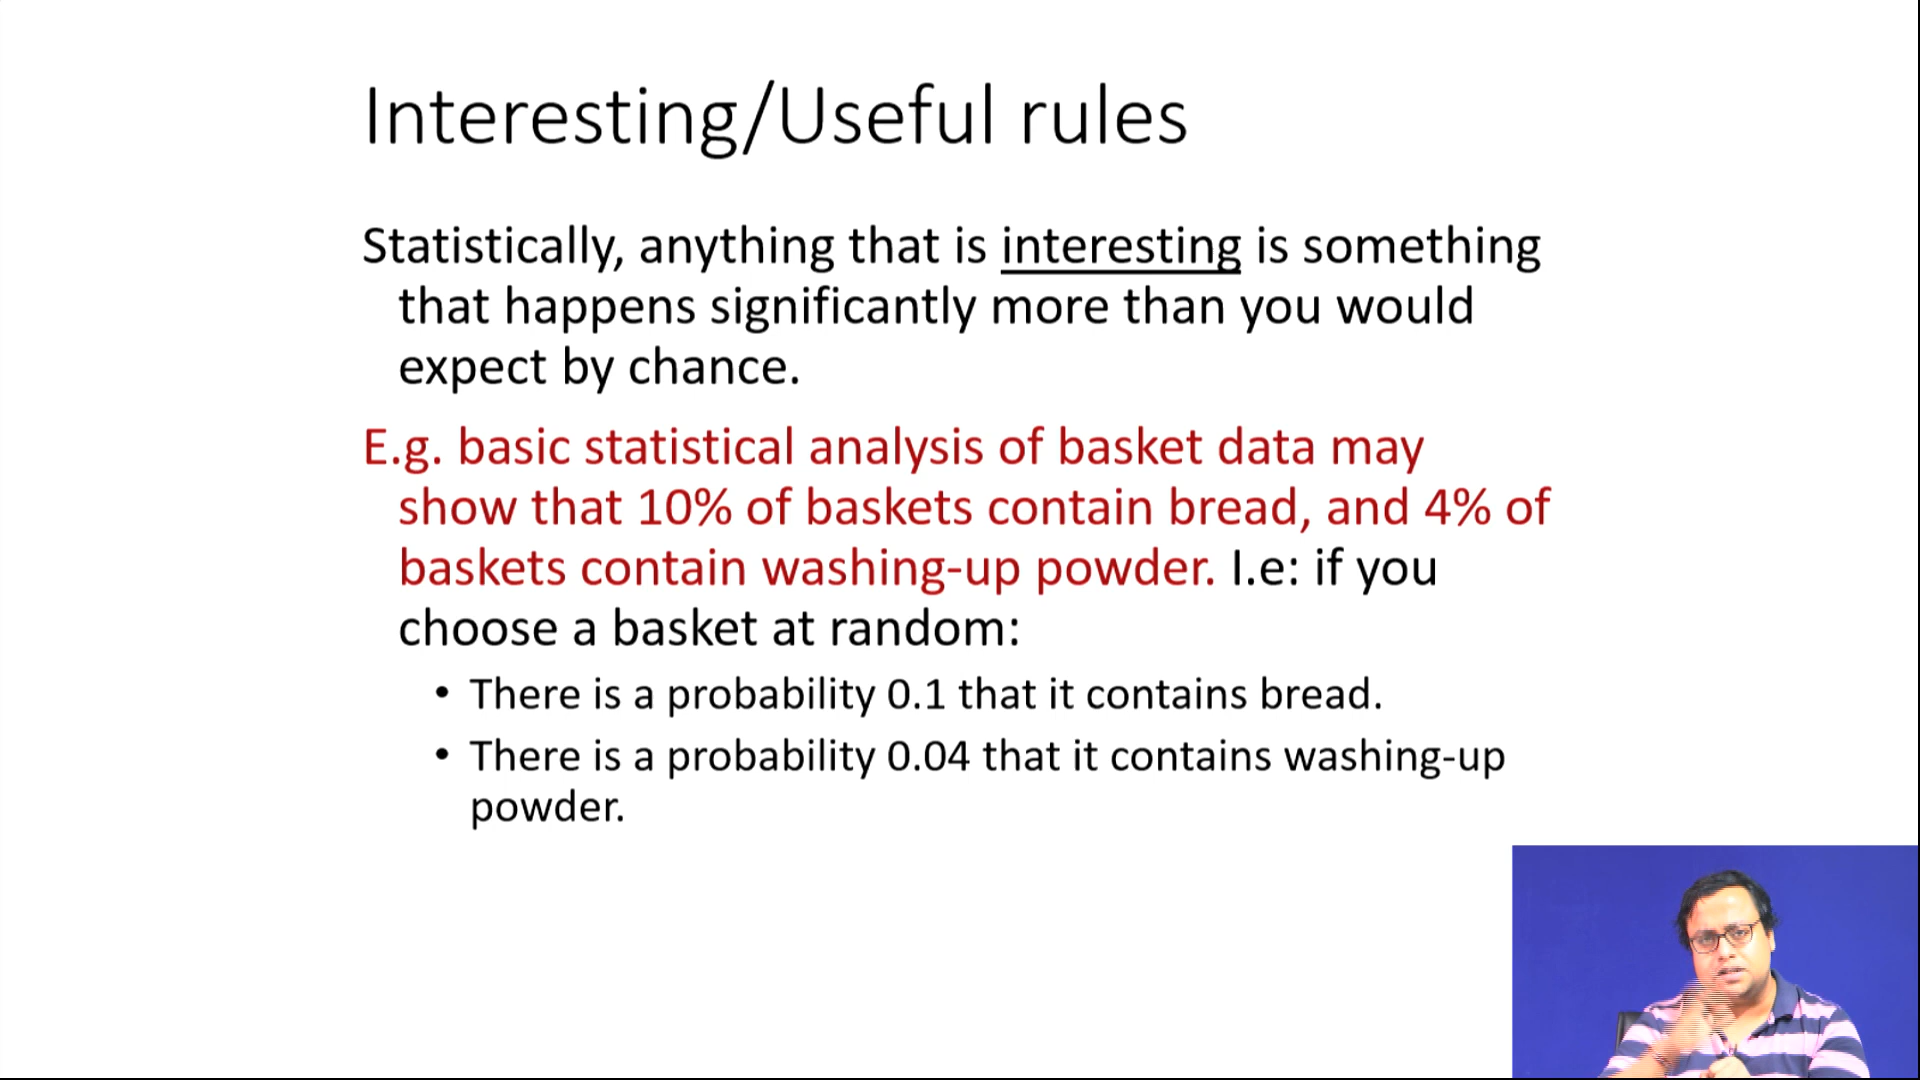 Interesting/Useful rules
Statistically, anything that is interesting is something
that happens significantly more than you would
expect by chance.
E.g. basic statistical analysis of basket data may
show that 10% of baskets contain bread, and 4% of
baskets contain washing-up powder. I.e: if you
choose a basket at random:
• There is a probability 0.1 that it contains bread.
• There is a probability 0.04 that it contains washing-up
powder.